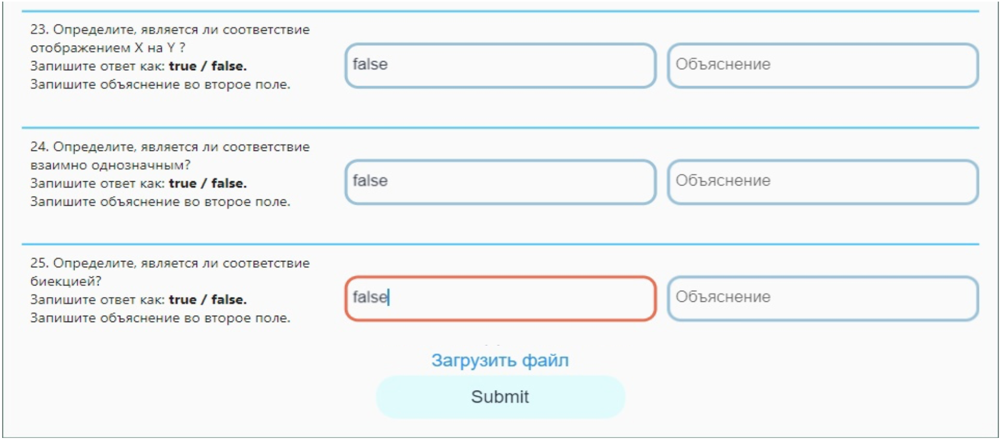 23. Определите, является ли соответствие
отображением X на Y ?
Запишите ответ как: true / false.
Запишите объяснение во второе поле.
false
Объяснение
24. Определите, является ли соответствие
взаимно однозначным?
Запишите ответ как: true / false.
Запишите объяснение во второе поле.
false
Объяснение
25. Определите, является ли соответствие
биекцией?
Запишите ответ как: true / false.
Запишите объяснение во второе поле.
false
Объяснение
Загрузить файл
Submit